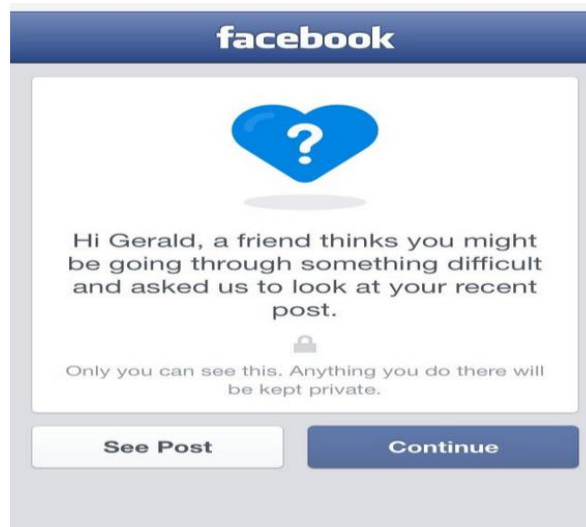 facebook
?
Hi Gerald, a friend thinks you might
be going through something difficult
and asked us to look at your recent
post.
Only you can see this. Anything you do there will
be kept private.
See Post
Continue